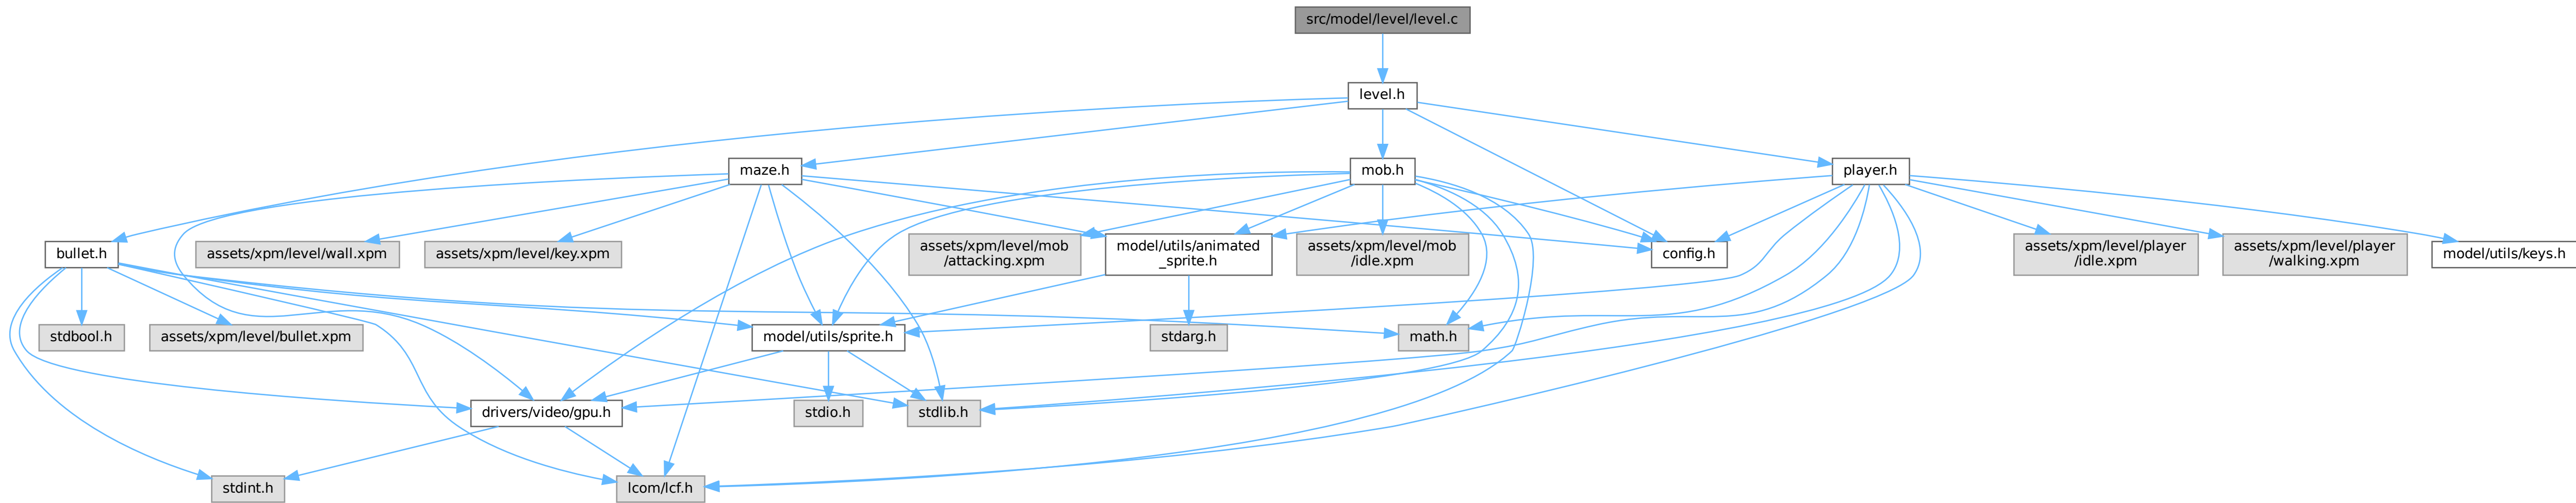 src/model/level/level.c
level.h
maze.h
mob.h
player.h
bullet.h
assets/xpm/level/wall.xpm
assets/xpm/level/key.xpm
assets/xpm/level/mob
/attacking.xpm
model/utils/animated
_sprite.h
assets/xpm/level/mob
/idle.xpm
config.h
assets/xpm/level/player
/idle.xpm
assets/xpm/level/player
/walking.xpm
model/utils/keys.h
stdbool.h
assets/xpm/level/bullet.xpm
model/utils/sprite.h
stdarg.h
math.h
drivers/video/gpu.h
stdio.h
stdlib.h
stdint.h
lcom/lcf.h